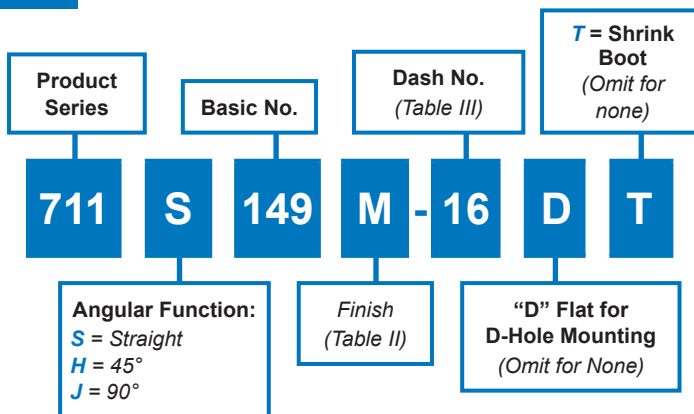 Product
Series
Basic No.
Dash No.
(Table III)
T = Shrink
Boot
(Omit for
none)
711 S 149 M - 16 D T
Angular Function:
S = Straight
H = 45°
J = 90°
Finish
(Table II)
“D” Flat for
D-Hole Mounting
(Omit for None)